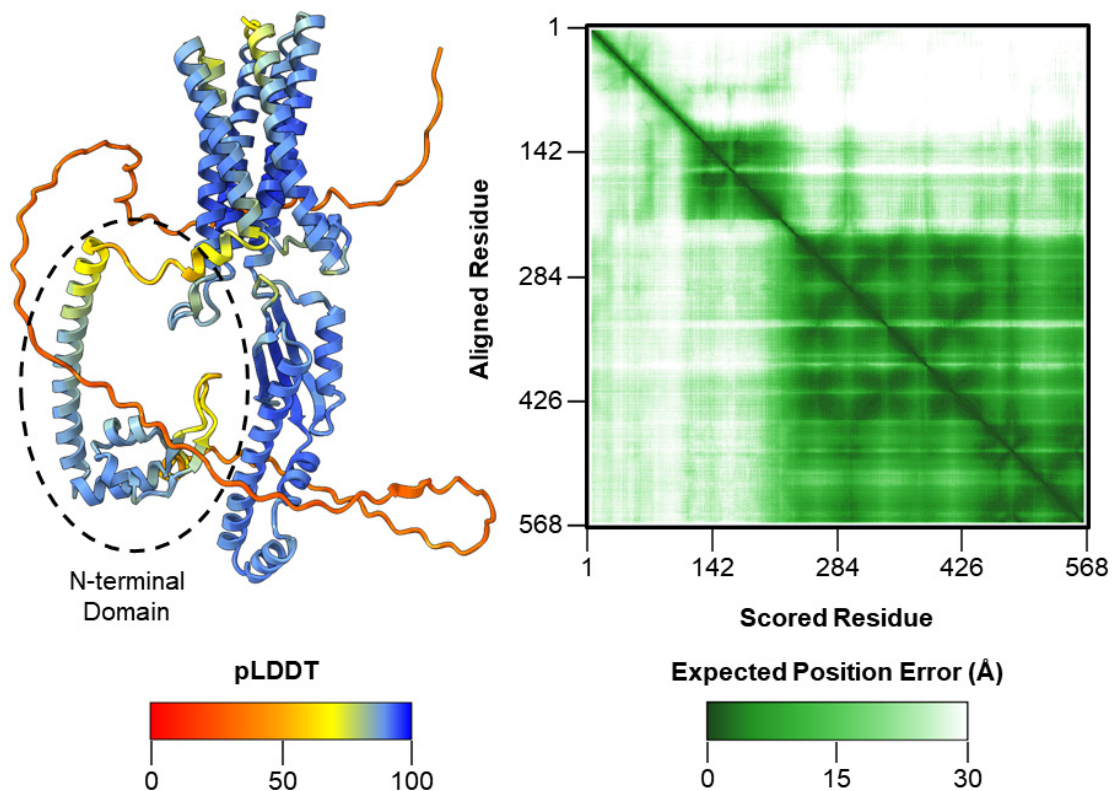 N-terminal
Domain
pLDDT
0 50 100
Aligned Residue
1
142
284
426
568
1 142 284 426 568
Scored Residue
Expected Position Error (Å)
0 15 30